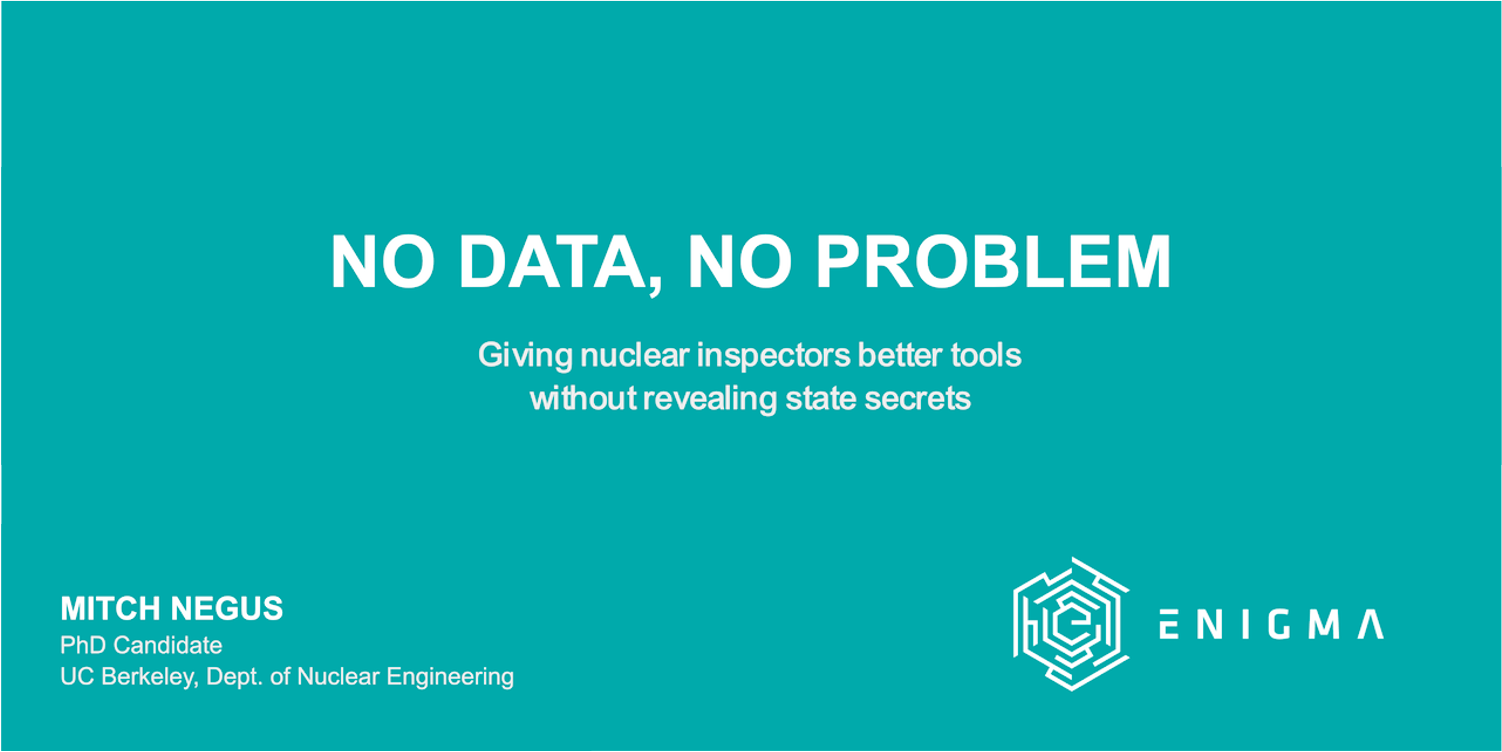 NO DATA, NO PROBLEM
Giving nuclear inspectors better tools
without revealing state secrets
MITCH NEGUS
PhD Candidate
UC Berkeley, Dept. of Nuclear Engineering
ENIGMA